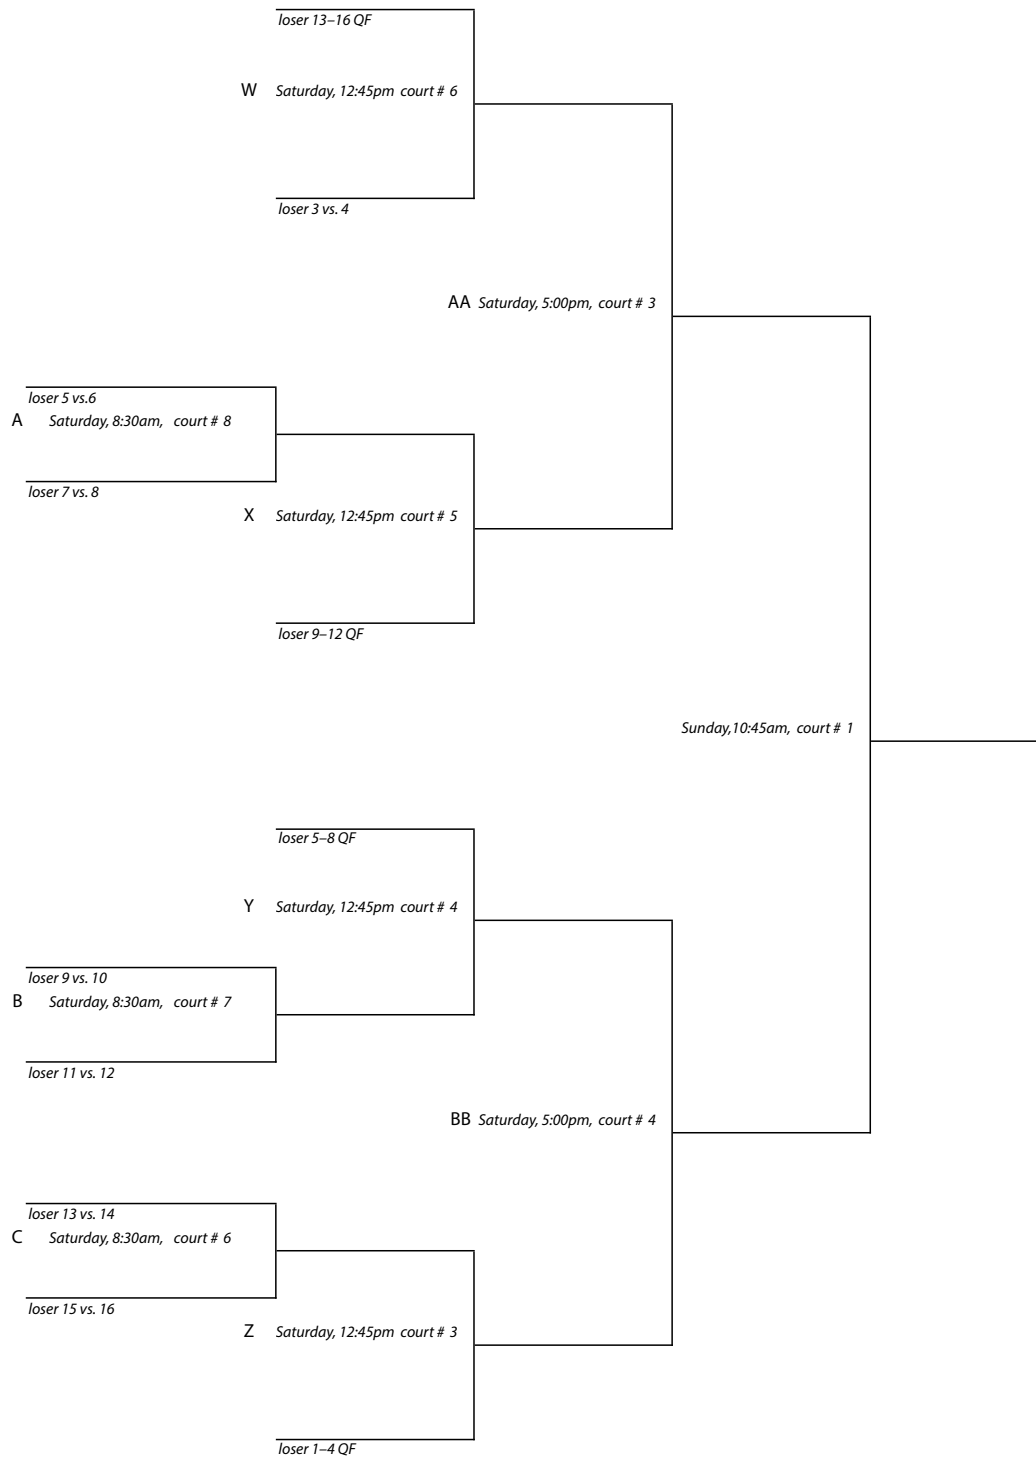 loser 13–16 QF
W Saturday, 12:45pm court # 6
loser 3 vs. 4
AA Saturday, 5:00pm, court # 3
loser 5 vs.6
A Saturday, 8:30am, court # 8
loser 7 vs. 8
X Saturday, 12:45pm court # 5
loser 9–12 QF
Sunday,10:45am, court # 1
loser 5–8 QF
Y Saturday, 12:45pm court # 4
loser 9 vs. 10
B Saturday, 8:30am, court # 7
loser 11 vs. 12
BB Saturday, 5:00pm, court # 4
loser 13 vs. 14
C Saturday, 8:30am, court # 6
loser 15 vs. 16
Z Saturday, 12:45pm court # 3
loser 1–4 QF